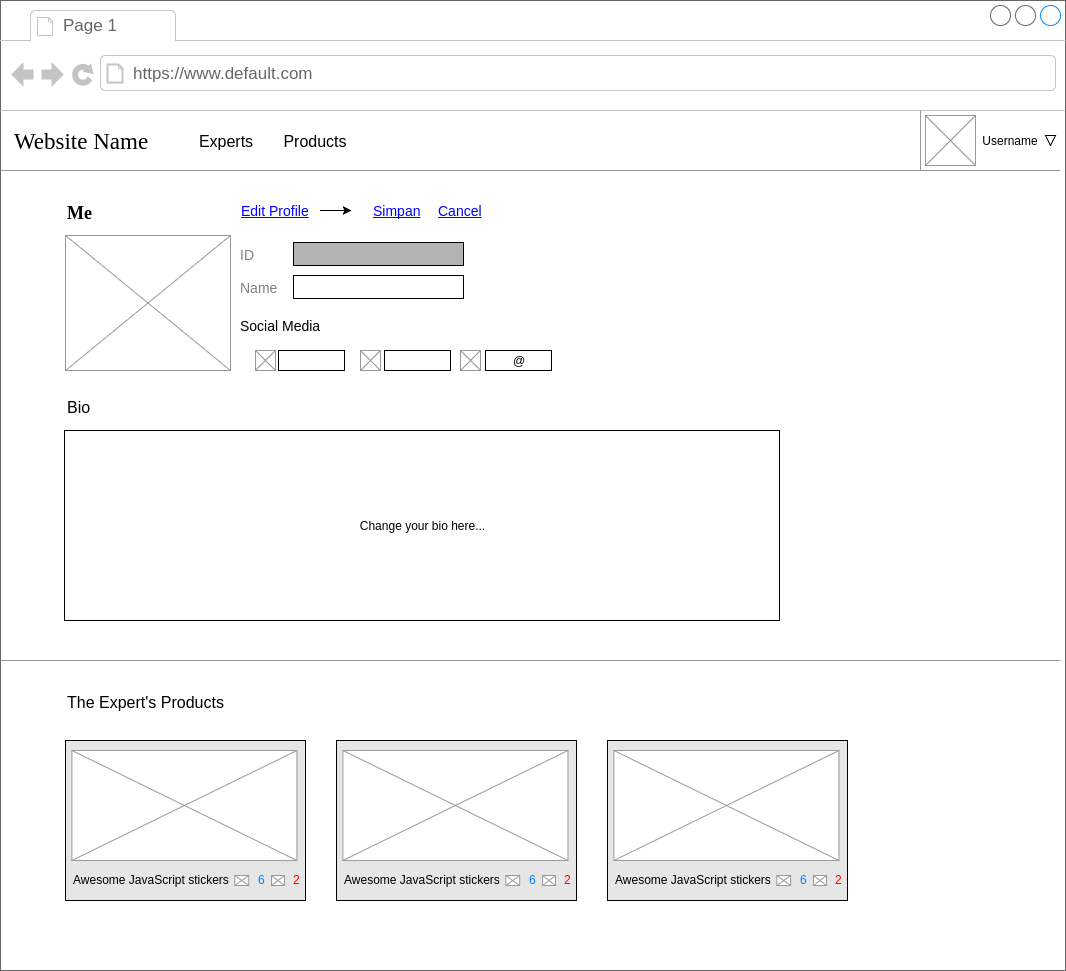 Page 1
https://www.default.com
Website Name Experts Products Username
Me Edit Profile Simpan Cancel
ID
Name
Social Media
@
Bio
Change your bio here...
The Expert's Products
Awesome JavaScript stickers 6 2 Awesome JavaScript stickers 6 2 Awesome JavaScript stickers 6 2